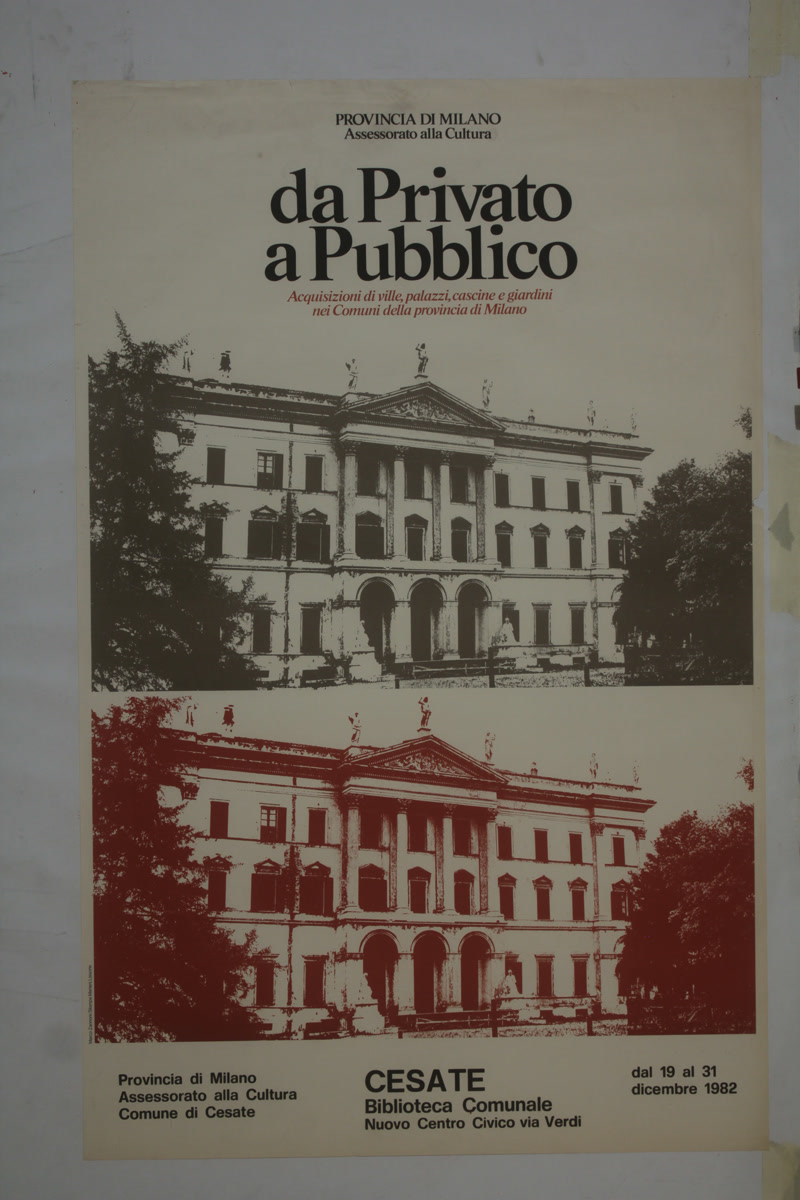 PROVINCIA DI MILANO
Assessorato alla Cultura
da Privato
a Pubblico
Acquisizioni di ville, palazzi, cascine e giardini
nei Comuni della provincia di Milano
Provincia di Milano
Assessorato alla Cultura
Comune di Cesate
CESATE
Biblioteca Comunale
Nuovo Centro Civico via Verdi
dal 19 al 31
dicembre 1982